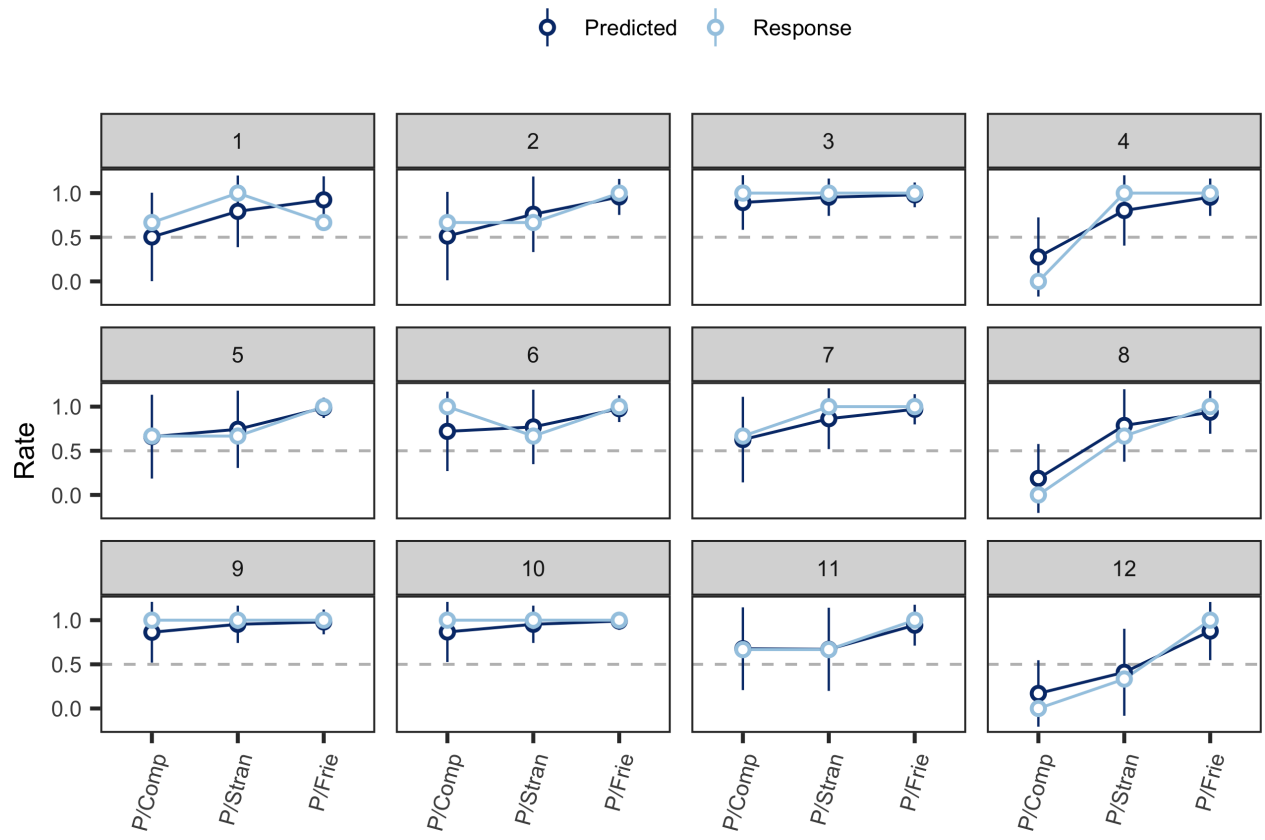 Predicted Response
1 2 3 4
1.0
0.5
0.0
5 6 7 8
1.0
0.5
0.0
Rate
9 10 11 12
1.0
0.5
0.0
P/Comp P/Stran P/Frie P/Comp P/Stran P/Frie P/Comp P/Stran P/Frie P/Comp P/Stran P/Frie